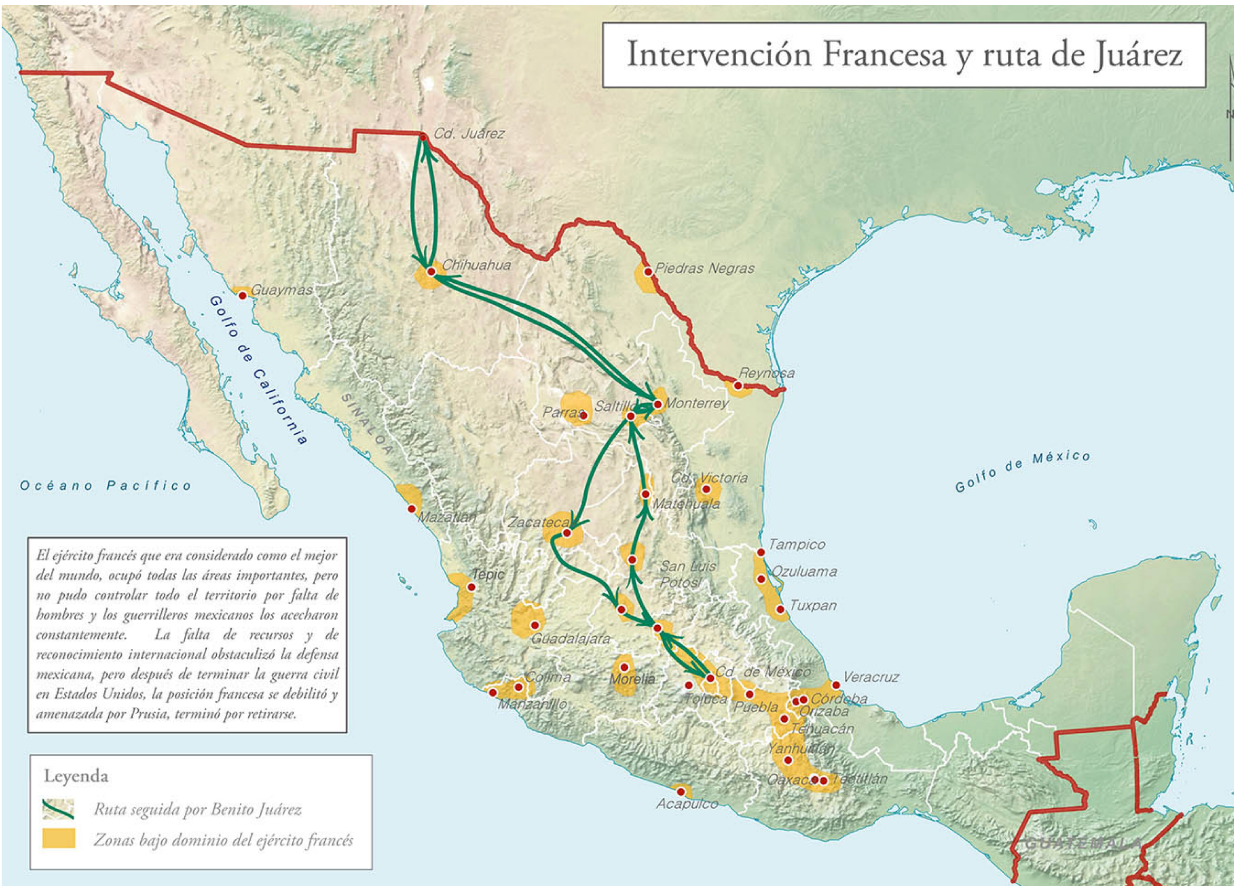 Intervención Francesa y ruta de Juárez
N
Cd. Juárez
Chihuahua
Piedras Negras
Guaymas
Golfo de California
Reynosa
SINALOA
Parras
Saltillo
Monterrey
Golfo de México
Océano Pacífico
Cd. Victoria
Matehuala
Mazatlán
Zacatecas
Tampico
San Luis
Potosí
Ozuluama
Tepic
Tuxpan
Guadalajara
Cd. de México
Veracruz
Morelia
Colima
Toluca
Puebla
Córdoba
Manzanillo
Orizaba
Tehuacán
Yanhuitlán
Oaxaca
Teotitlán
Acapulco
GUATEMALA
El ejército francés que era considerado como el mejor
del mundo, ocupó todas las áreas importantes, pero
no pudo controlar todo el territorio por falta de
hombres y los guerrilleros mexicanos los acecharon
constantemente. La falta de recursos y de
reconocimiento internacional obstaculizó la defensa
mexicana, pero después de terminar la guerra civil
en Estados Unidos, la posición francesa se debilitó y
amenazada por Prusia, terminó por retirarse.
Leyenda
Ruta seguida por Benito Juárez
Zonas bajo dominio del ejército francés